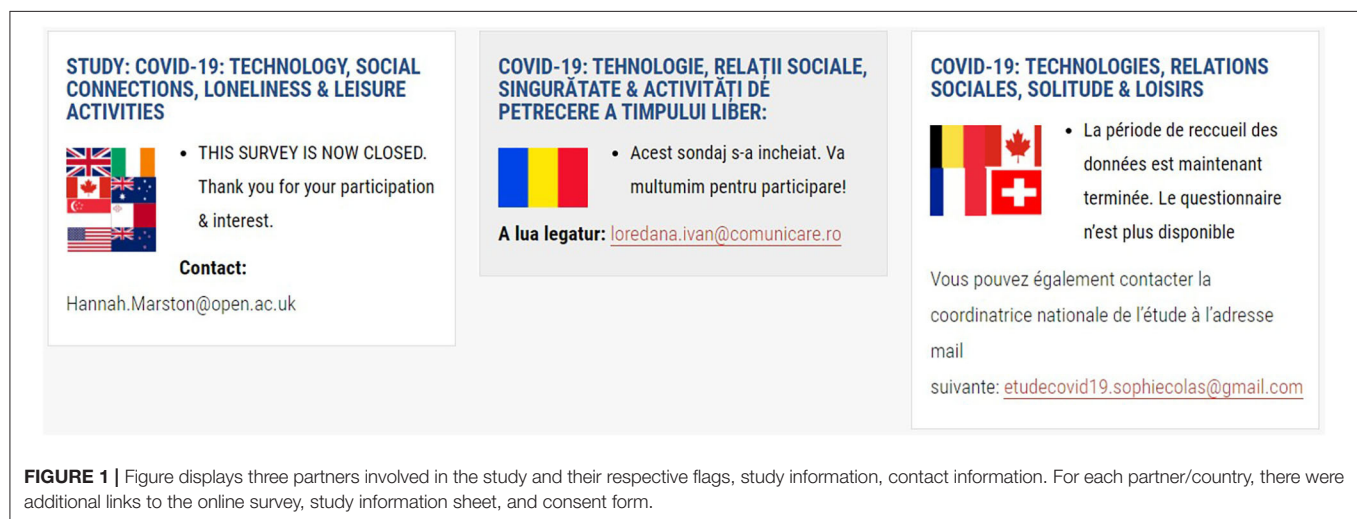 STUDY: COVID-19: TECHNOLOGY, SOCIAL
CONNECTIONS, LONELINESS & LEISURE
ACTIVITIES
• THIS SURVEY IS NOW CLOSED.
Thank you for your participation
& interest.
Contact:
Hannah.Marston@open.ac.uk
COVID-19: TEHNOLOGIE, RELAȚII SOCIALE,
SINGURĂTATE & ACTIVITĂȚI DE
PETRECERE A TIMPULUI LIBER:
• Acest sondaj s-a incheiat. Va
multumim pentru participare!
A lua legatur: loredana.ivan@comunicare.ro
COVID-19: TECHNOLOGIES, RELATIONS
SOCIALES, SOLITUDE & LOISIRS
• La période de reccueil des
données est maintenant
terminée. Le questionnaire
n'est plus disponible
Vous pouvez également contacter la
coordinatrice nationale de l'étude à l'adresse
mail
suivante: etudecovid19.sophiecolas@gmail.com
FIGURE 1 | Figure displays three partners involved in the study and their respective flags, study information, contact information. For each partner/country, there were
additional links to the online survey, study information sheet, and consent form.